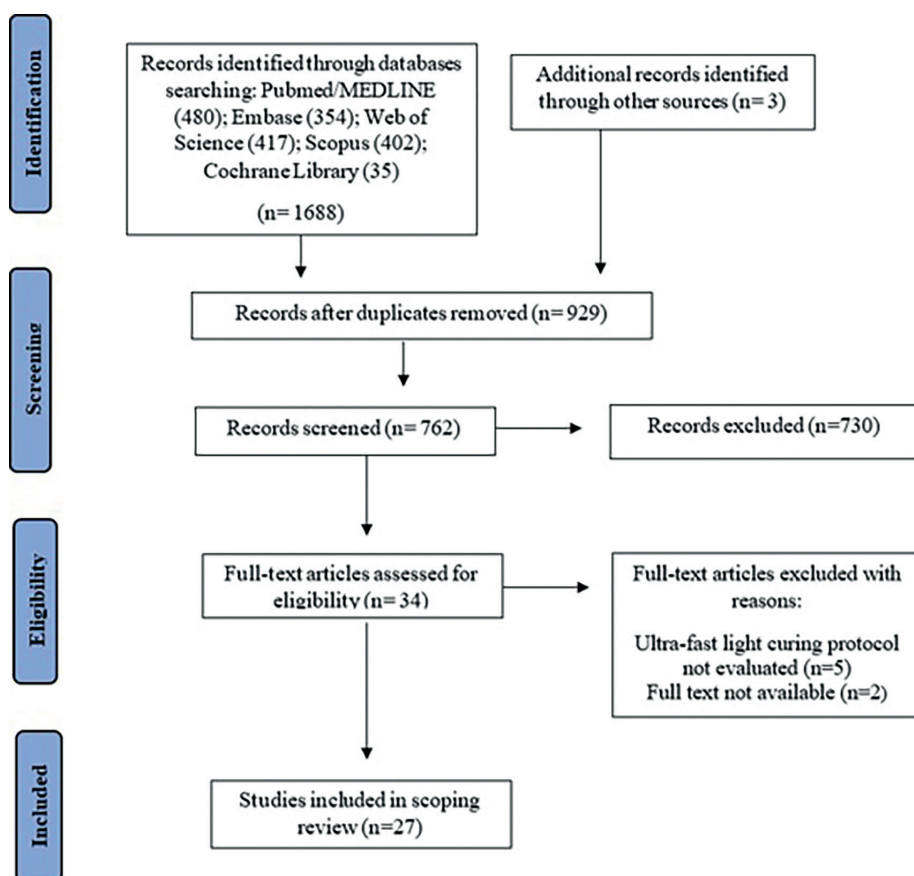 Identification
Records identified through databases
searching: Pubmed/MEDLINE
(480); Embase (354); Web of
Science (417); Scopus (402);
Cochrane Library (35)
(n= 1688)
Additional records identified
through other sources (n= 3)
Screening
Records after duplicates removed (n= 929)
Records screened (n= 762)
Records excluded (n=730)
Eligibility
Full-text articles assessed for
eligibility (n= 34)
Full-text articles excluded with
reasons:
Ultra-fast light curing protocol
not evaluated (n=5)
Full text not available (n=2)
Included
Studies included in scoping
review (n=27)